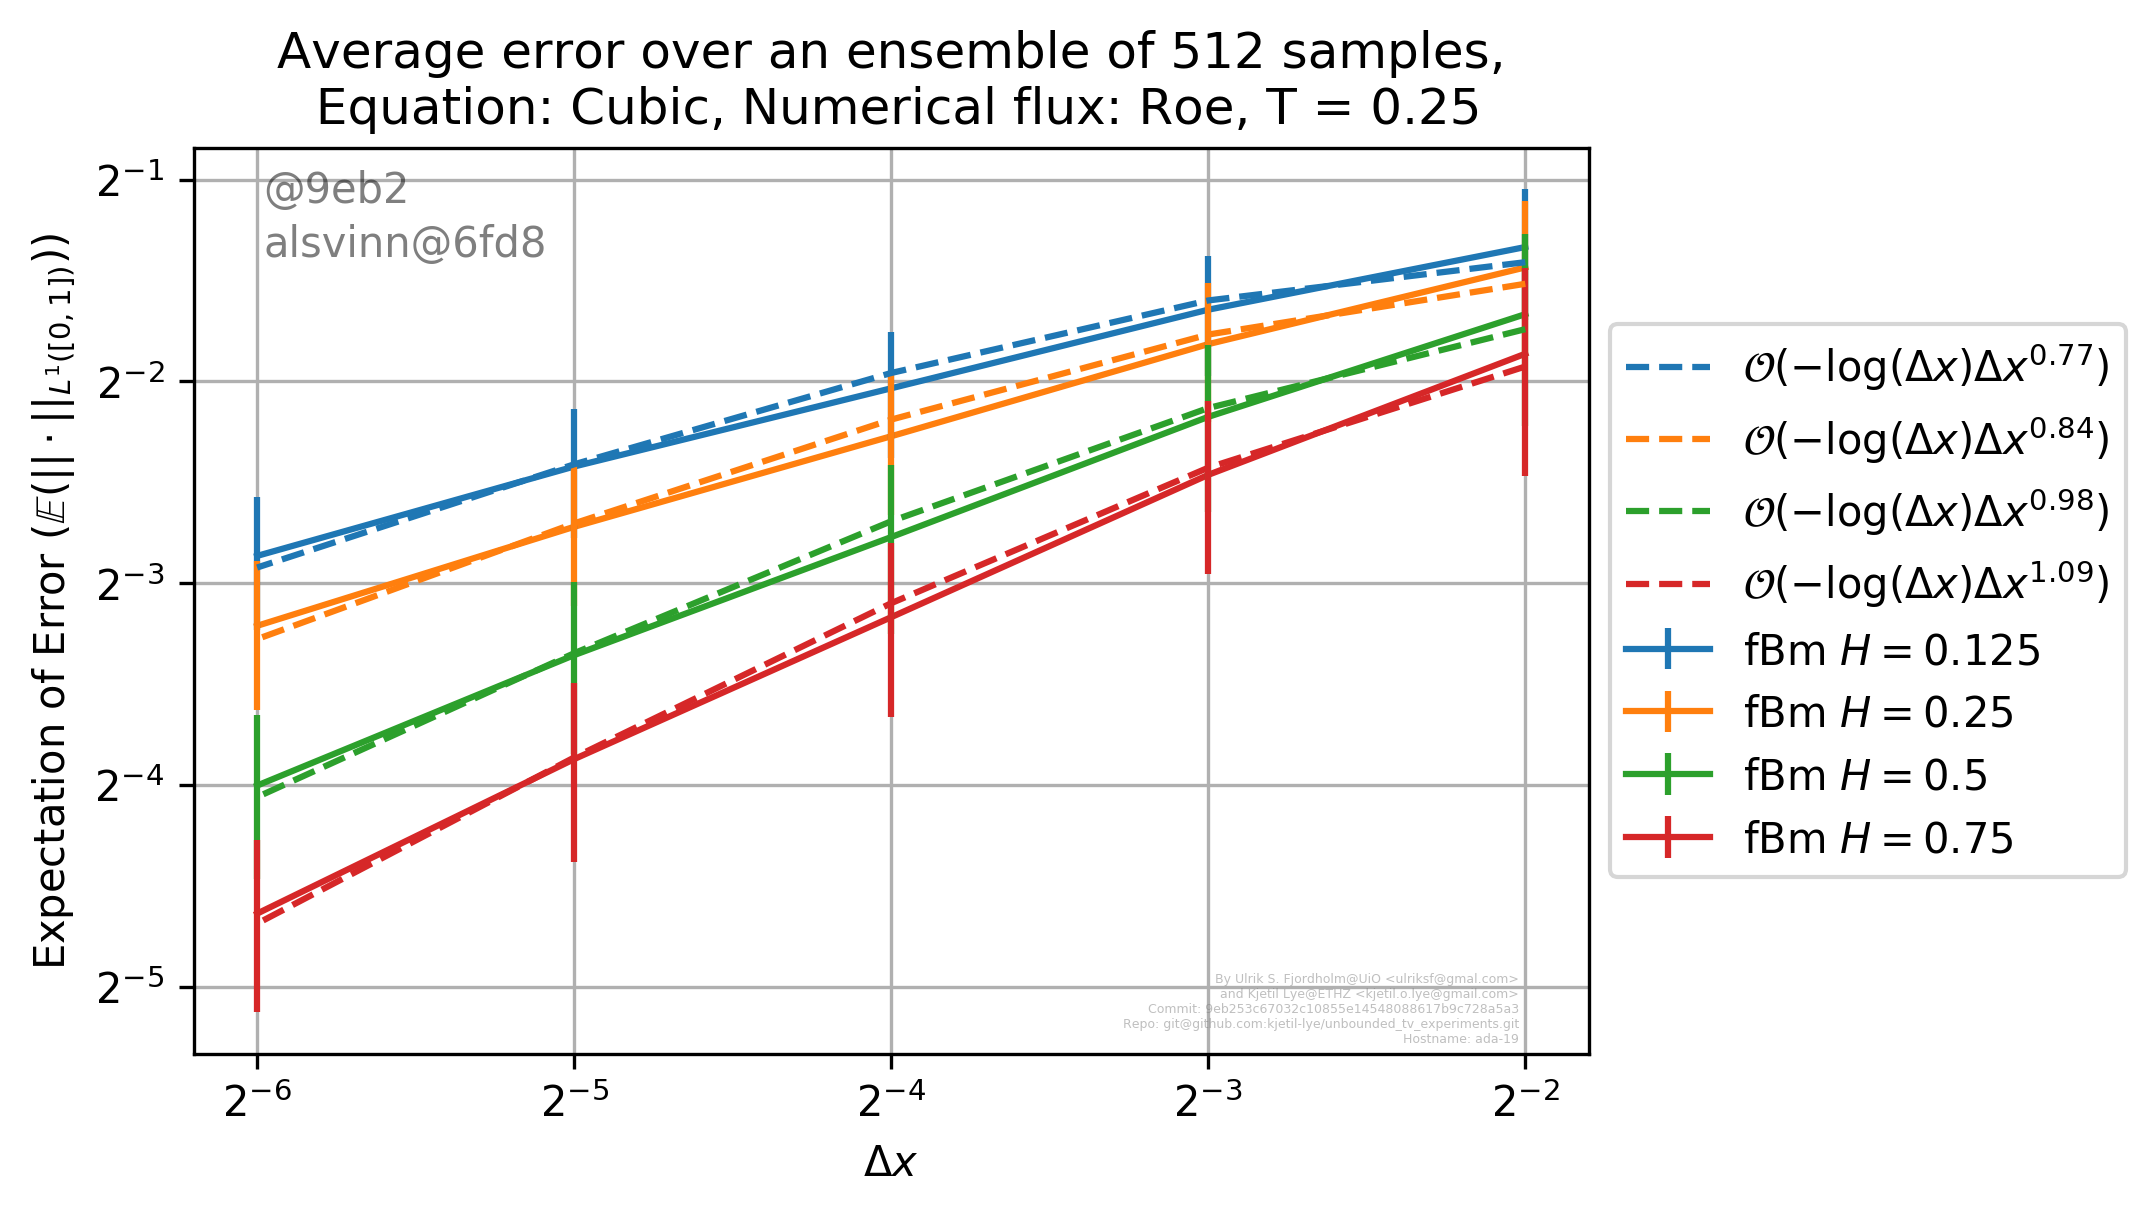 Average error over an ensemble of 512 samples,
Equation: Cubic, Numerical flux: Roe, T = 0.25
@9eb2
alsvinn@6fd8
Expectation of Error (𝔼(|| · ||_{L^1([0, 1])}))
2^{-1}
2^{-2}
2^{-3}
2^{-4}
2^{-5}
By Ulrik S. Fjordholm@UiO <ulriksf@gmal.com>
and Kjetil Lye@ETHZ <kjetil.o.lye@gmail.com>
Commit: 9eb253c67032c10855e14548088617b9c728a5a3
Repo: git@github.com:kjetil-lye/unbounded_tv_experiments.git
Hostname: ada-19
2^{-6}
2^{-5}
2^{-4}
2^{-3}
2^{-2}
Δx
𝒪(−log(Δx)Δx^{0.77})
𝒪(−log(Δx)Δx^{0.84})
𝒪(−log(Δx)Δx^{0.98})
𝒪(−log(Δx)Δx^{1.09})
fBm H = 0.125
fBm H = 0.25
fBm H = 0.5
fBm H = 0.75